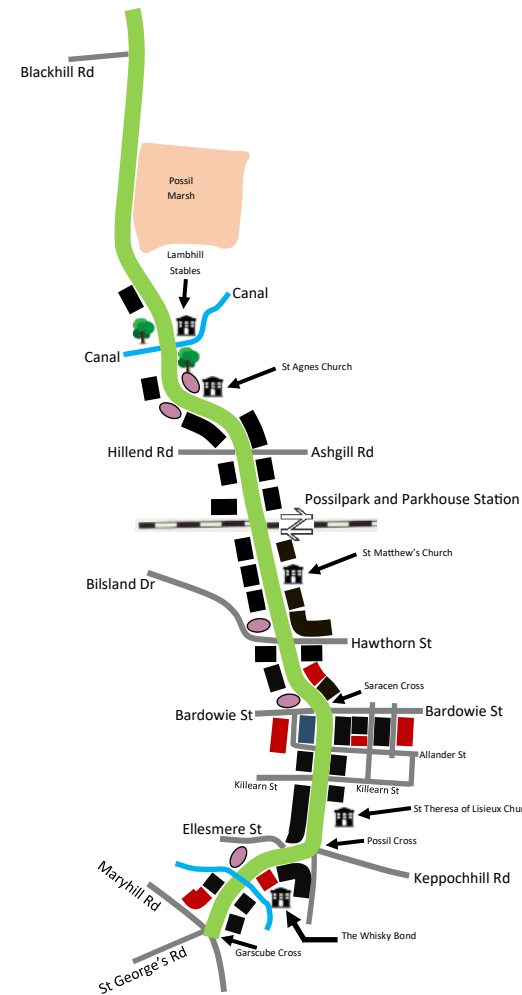 Blackhill Rd
Possil
Marsh
Lambhill
Stables
Canal
Canal
St Agnes Church
Hillend Rd
Ashgill Rd
Possilpark and Parkhouse Station
St Matthew's Church
Bilsland Dr
Hawthorn St
Saracen Cross
Bardowie St
Bardowie St
Allander St
Killearn St
Killearn St
St Theresa of Lisieux Chur
Ellesmere St
Possil Cross
Keppochhill Rd
Maryhill Rd
The Whisky Bond
Garscube Cross
St George's Rd